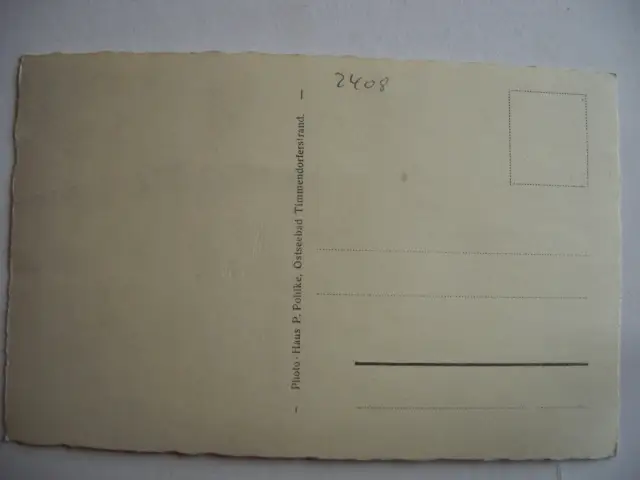 2408
Photo-Haus P. Pohlke, Ostseebad Timmendorferstrand.